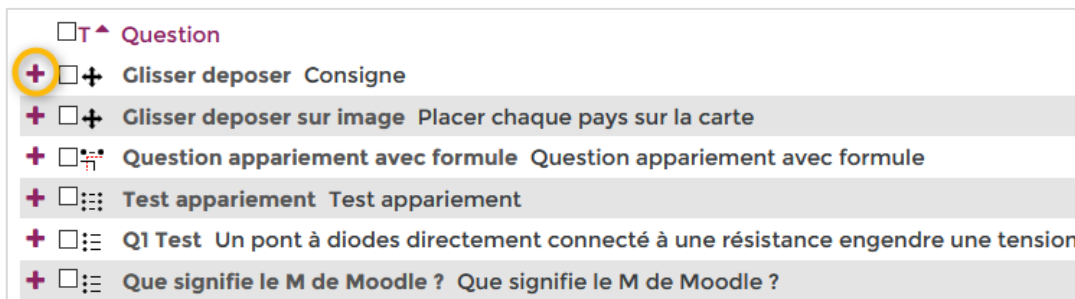 T Question
Glisser deposer Consigne
Glisser deposer sur image Placer chaque pays sur la carte
Question appariement avec formule Question appariement avec formule
Test appariement Test appariement
Q1 Test Un pont à diodes directement connecté à une résistance engendre une tension
Que signifie le M de Moodle ? Que signifie le M de Moodle ?